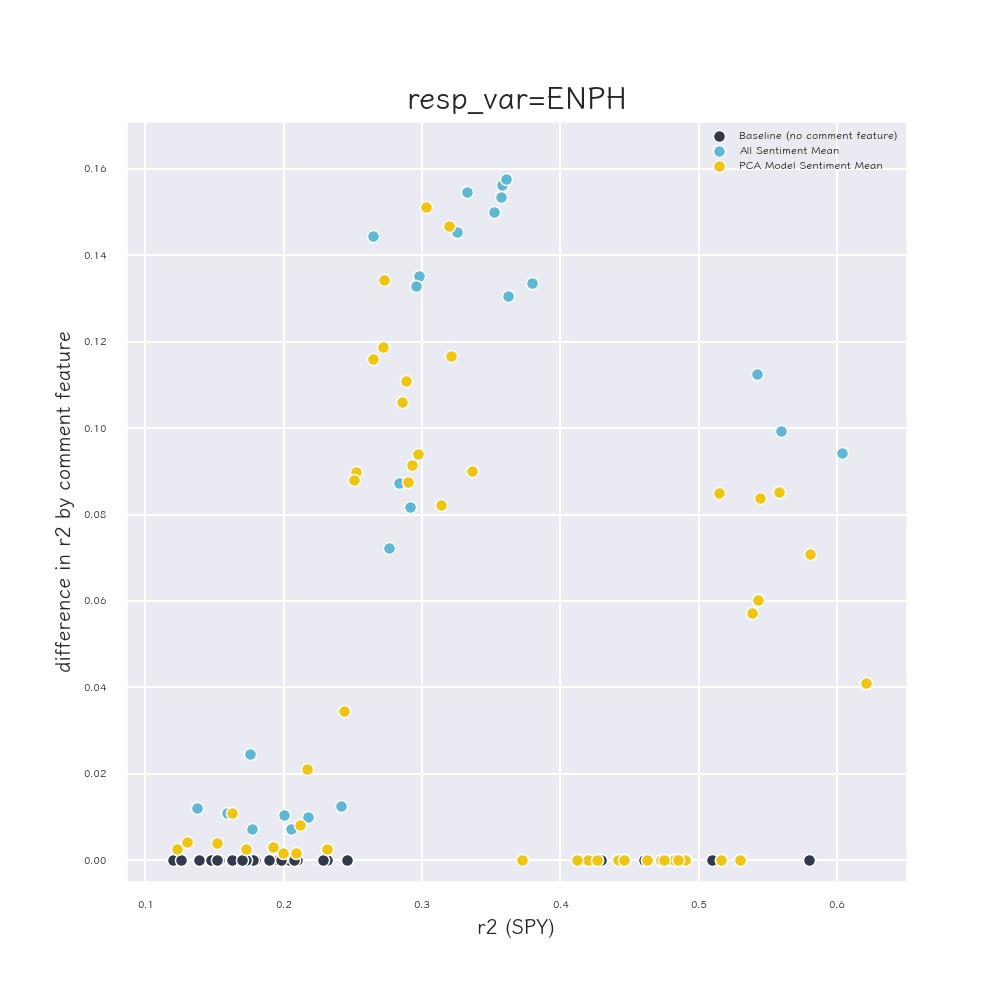 resp_var=ENPH
Baseline (no comment feature)
All Sentiment Mean
PCA Model Sentiment Mean
difference in r2 by comment feature
0.16
0.14
0.12
0.10
0.08
0.06
0.04
0.02
0.00
0.1 0.2 0.3 0.4 0.5 0.6
r2 (SPY)